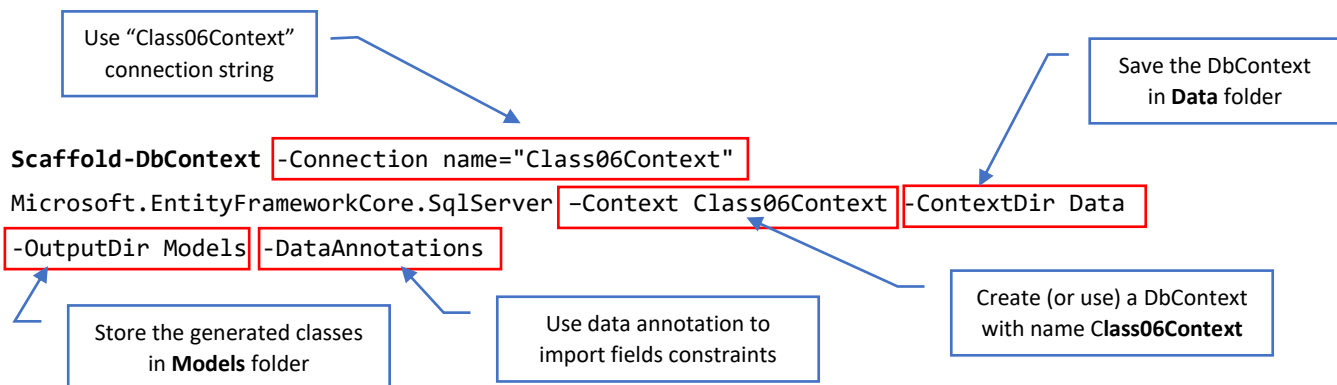 Use “Class06Context”
connection string
Save the DbContext
in Data folder
Scaffold-DbContext -Connection name="Class06Context"
Microsoft.EntityFrameworkCore.SqlServer –Context Class06Context -ContextDir Data
-OutputDir Models -DataAnnotations
Store the generated classes
in Models folder
Use data annotation to
import fields constraints
Create (or use) a DbContext
with name Class06Context